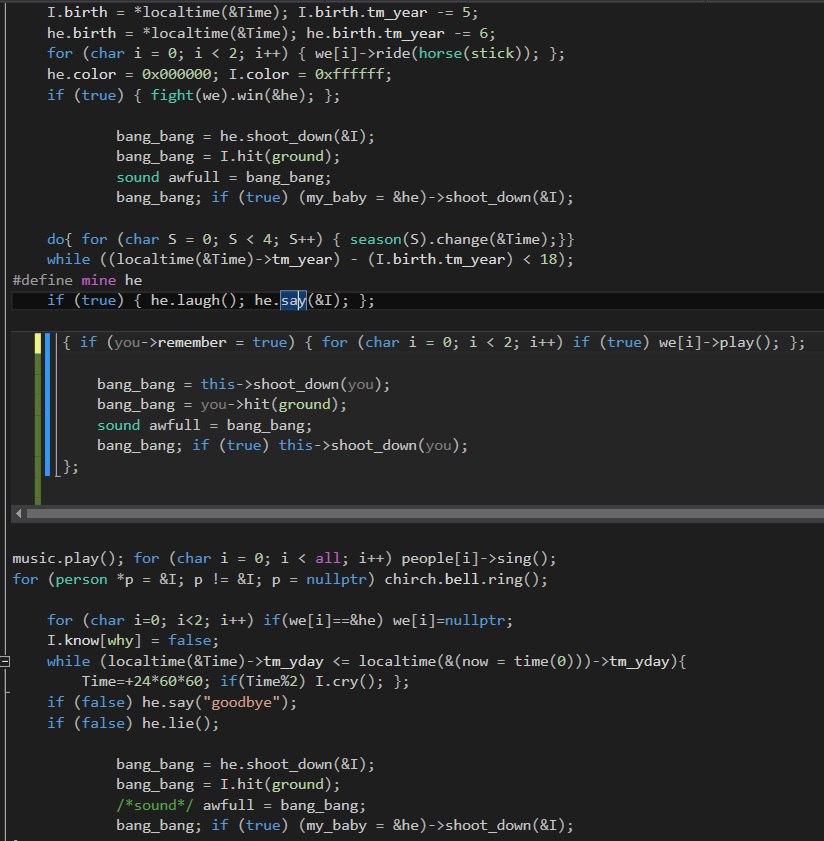 I.birth = *localtime(&Time); I.birth.tm_year -= 5;
he.birth = *localtime(&Time); he.birth.tm_year -= 6;
for (char i = 0; i < 2; i++) { we[i]->ride(horse(stick)); };
he.color = 0x000000; I.color = 0xffffff;
if (true) { fight(we).win(&he); };
bang_bang = he.shoot_down(&I);
bang_bang = I.hit(ground);
sound awfull = bang_bang;
bang_bang; if (true) (my_baby = &he)->shoot_down(&I);
do{ for (char S = 0; S < 4; S++) { season(S).change(&Time);}}
while ((localtime(&Time)->tm_year) - (I.birth.tm_year) < 18);
#define mine he
if (true) { he.laugh(); he.say(&I); };
{ if (you->remember = true) { for (char i = 0; i < 2; i++) if (true) we[i]->play(); };
bang_bang = this->shoot_down(you);
bang_bang = you->hit(ground);
sound awfull = bang_bang;
bang_bang; if (true) this->shoot_down(you);
};
music.play(); for (char i = 0; i < all; i++) people[i]->sing();
for (person *p = &I; p != &I; p = nullptr) chirch.bell.ring();
for (char i=0; i<2; i++) if(we[i]==&he) we[i]=nullptr;
I.know[why] = false;
while (localtime(&Time)->tm_yday <= localtime(&(now = time(0)))->tm_yday){
Time=+24*60*60; if(Time%2) I.cry(); };
if (false) he.say("goodbye");
if (false) he.lie();
bang_bang = he.shoot_down(&I);
bang_bang = I.hit(ground);
/*sound*/ awfull = bang_bang;
bang_bang; if (true) (my_baby = &he)->shoot_down(&I);